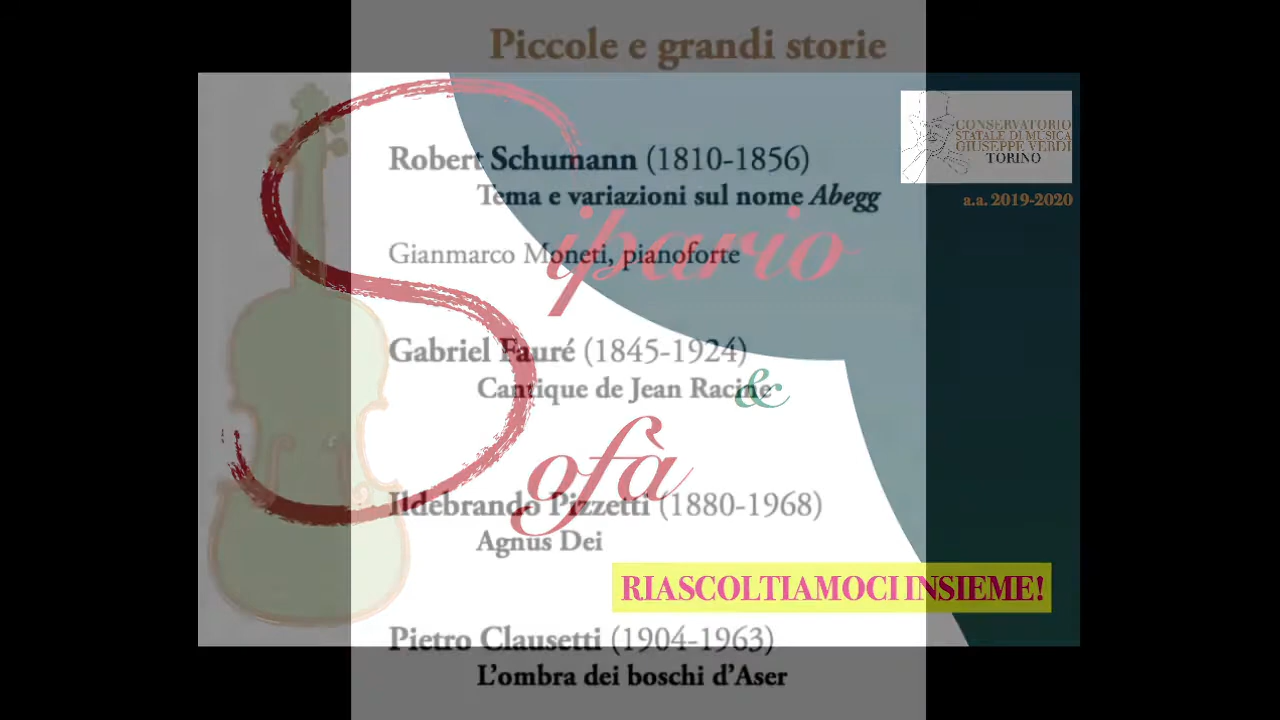 Piccole e grandi storie
CONSERVATORIO
STATALE DI MUSICA
GIUSEPPE VERDI
TORINO
a.a. 2019-2020
Robert Schumann (1810-1856)
Tema e variazioni sul nome Abegg
Sipario
Gianmarco Moneti, pianoforte
Gabriel Fauré (1845-1924)
Cantique de Jean Racine
&
Sofà
Ildebrando Pizzetti (1880-1968)
Agnus Dei
RIASCOLTIAMOCI INSIEME!
Pietro Clausetti (1904-1963)
L'ombra dei boschi d'Aser